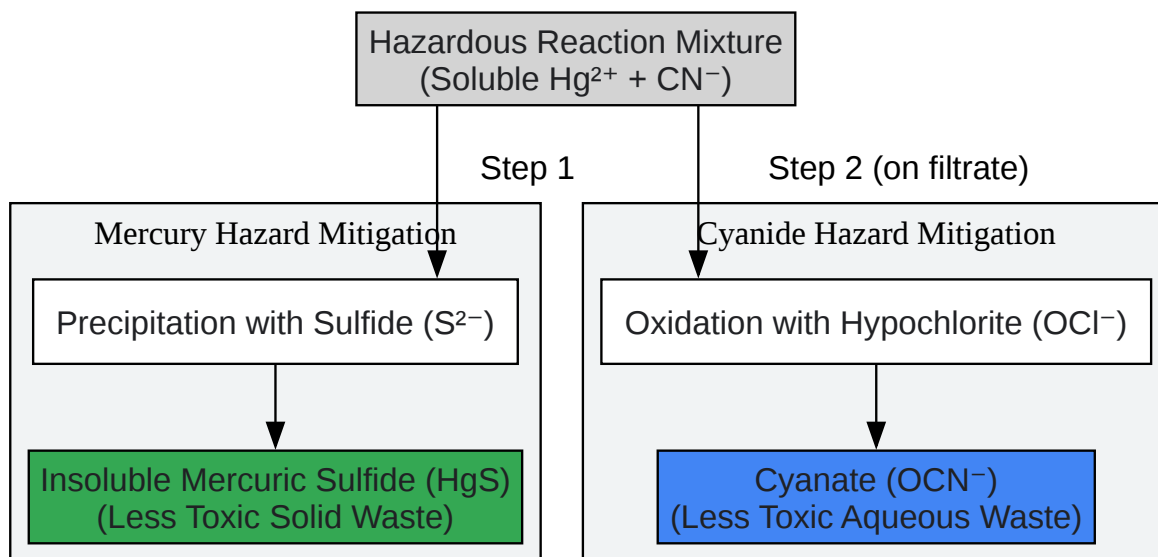 Hazardous Reaction Mixture
(Soluble Hg²⁺ + CN⁻)
Step 1
Step 2 (on filtrate)
Mercury Hazard Mitigation
Cyanide Hazard Mitigation
Precipitation with Sulfide (S²⁻)
Oxidation with Hypochlorite (OCl⁻)
Insoluble Mercuric Sulfide (HgS)
(Less Toxic Solid Waste)
Cyanate (OCN⁻)
(Less Toxic Aqueous Waste)